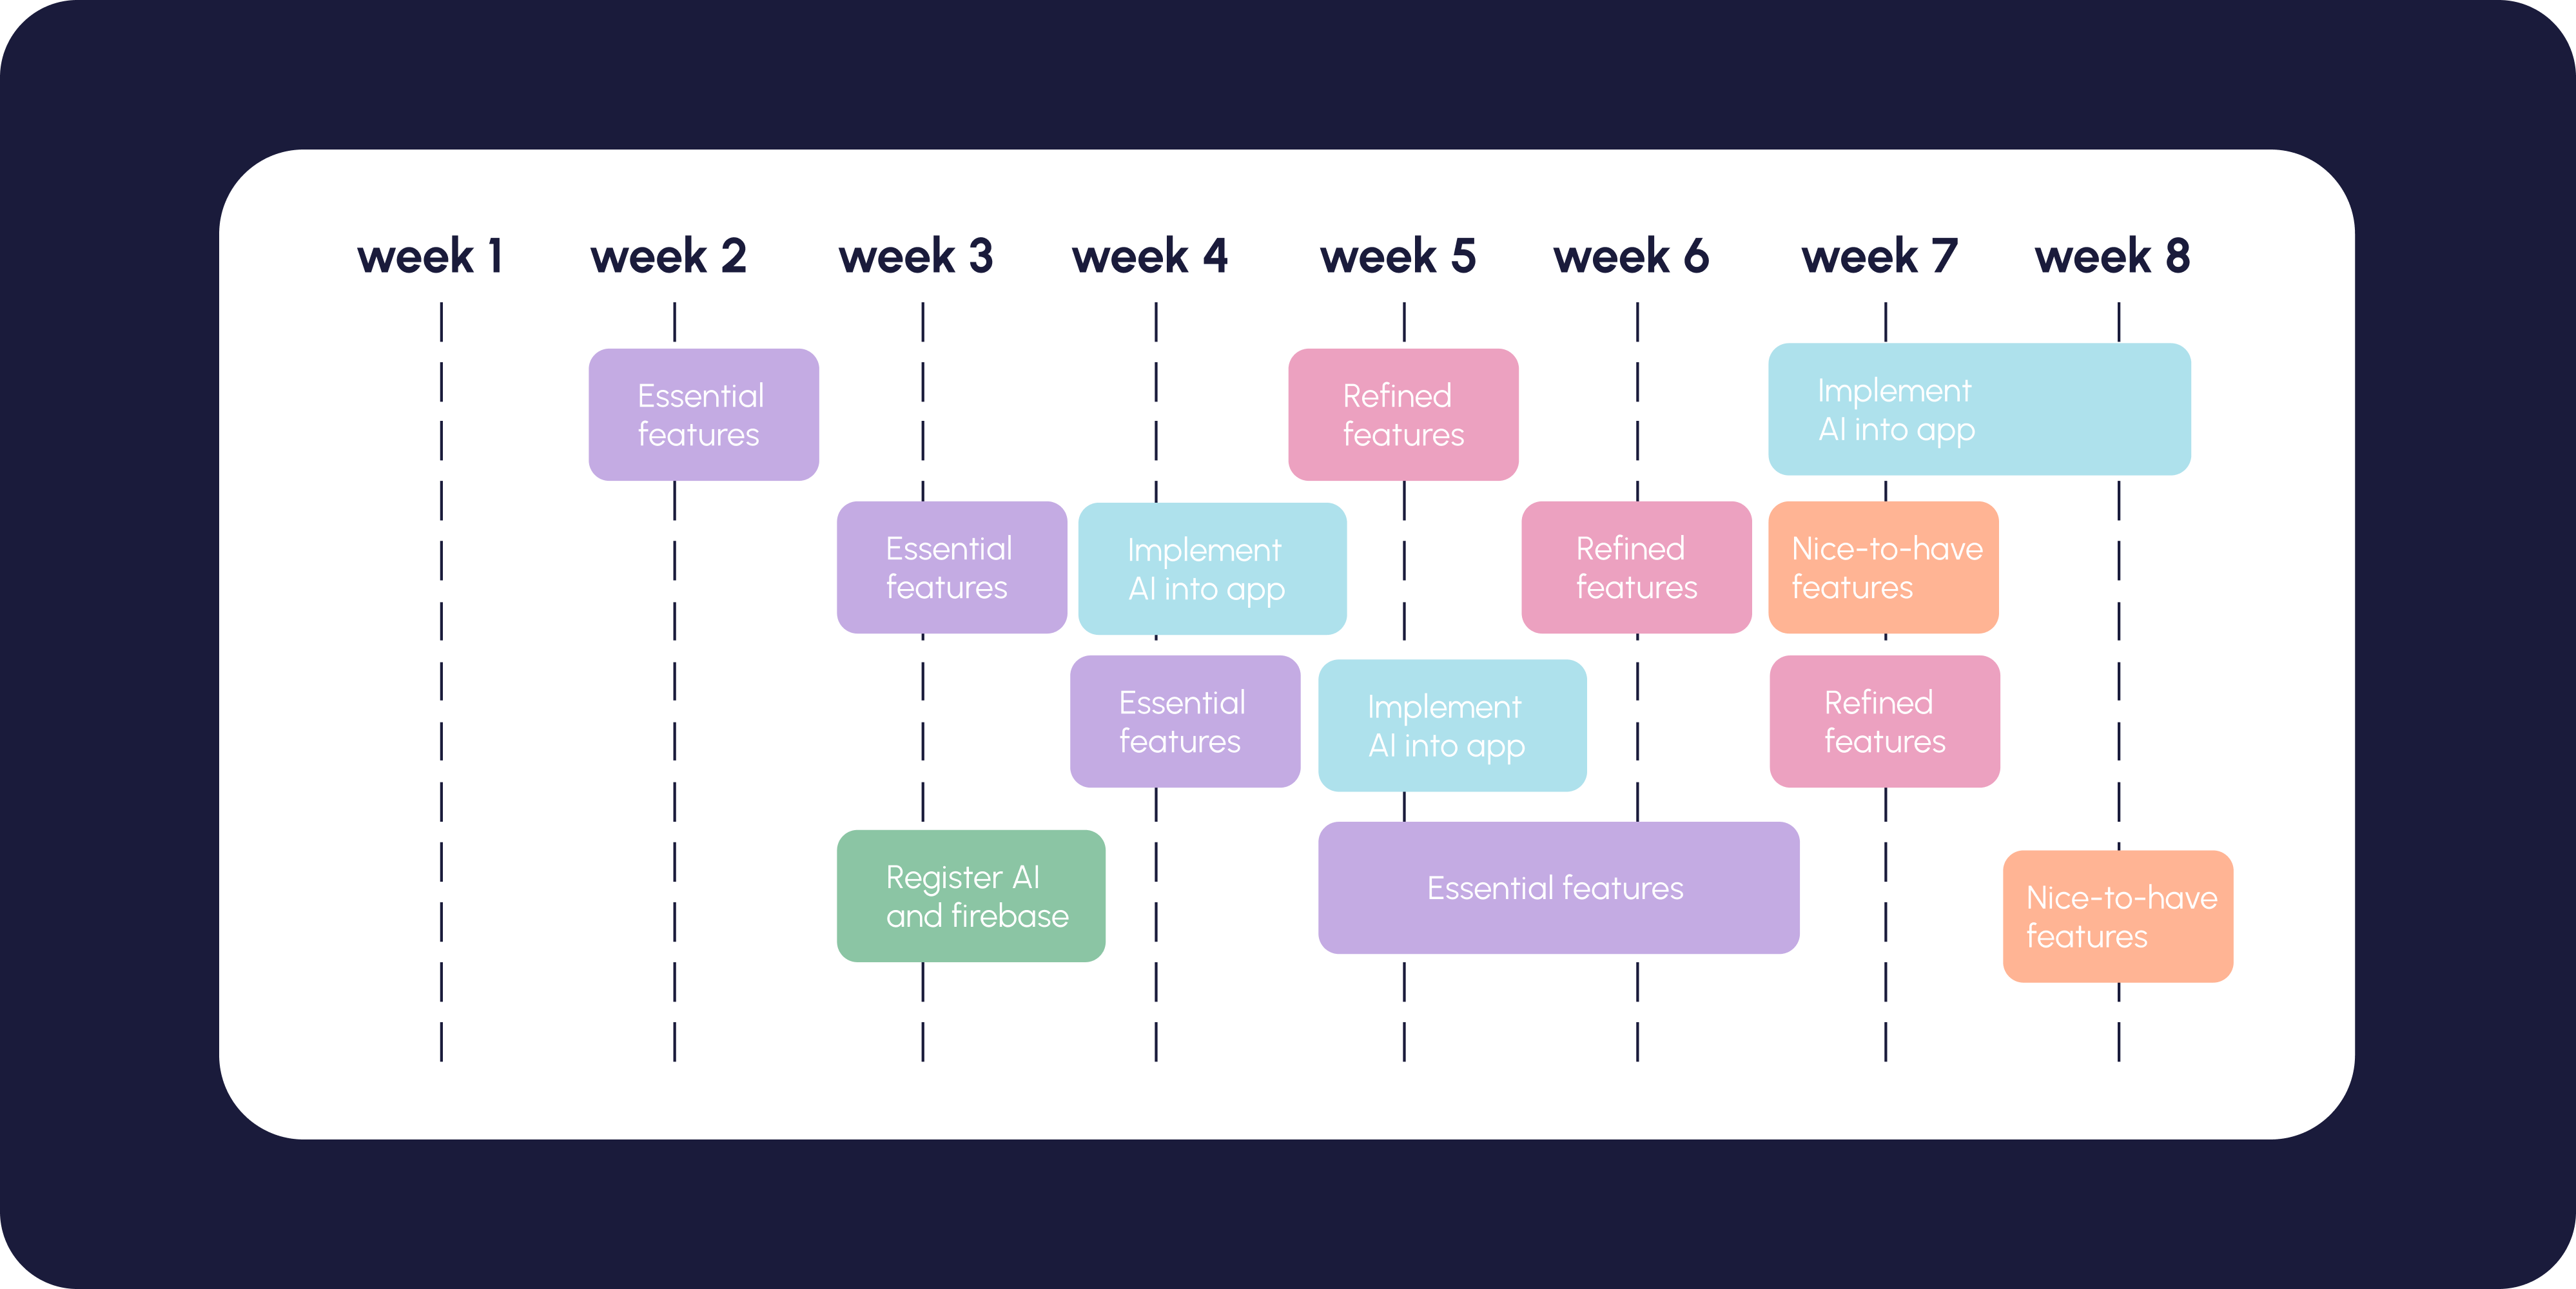 week 1
week 2
week 3
week 4
week 5
week 6
week 7
week 8
Essential
features
Refined
features
Implement
AI into app
Essential
features
Implement
AI into app
Refined
features
Nice-to-have
features
Essential
features
Implement
AI into app
Refined
features
Register AI
and firebase
Essential features
Nice-to-have
features